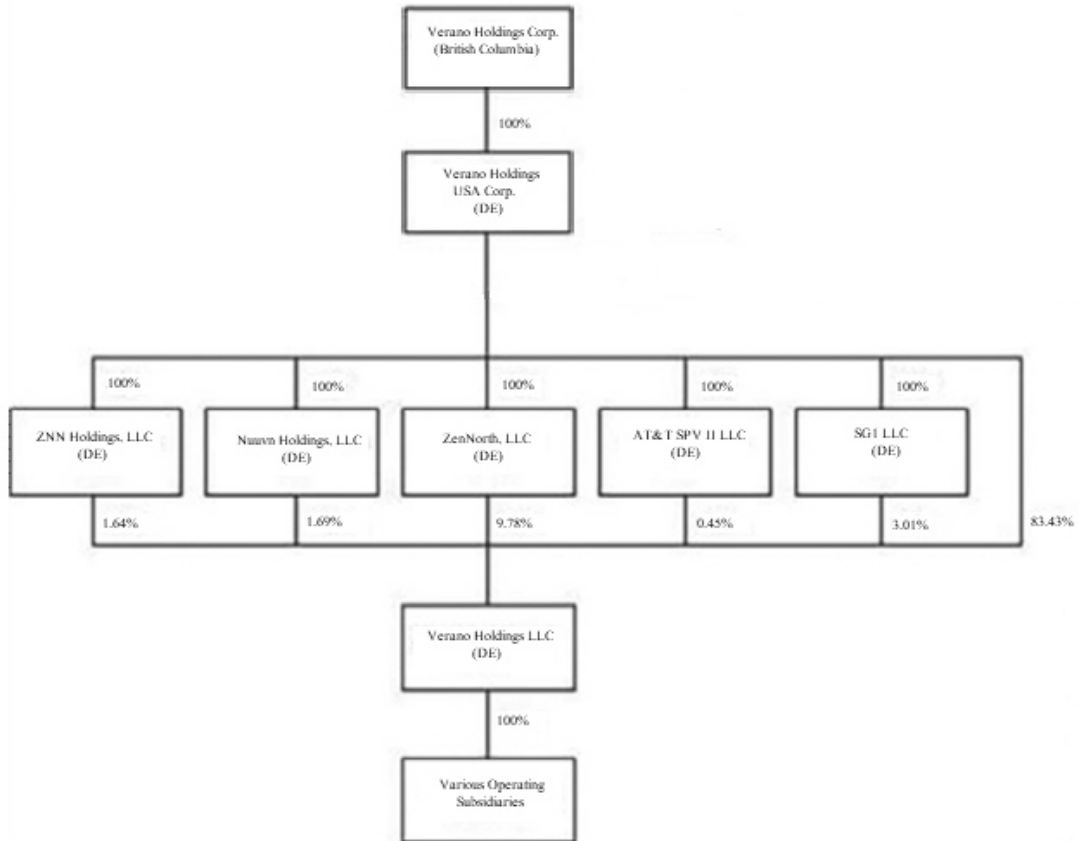 Verano Holdings Corp.
(British Columbia)
100%
Verano Holdings
USA Corp.
(DE)
100%
100%
100%
100%
100%
ZNN Holdings, LLC
(DE)
Nuuvn Holdings, LLC
(DE)
ZenNorth, LLC
(DE)
AT&T SPV II LLC
(DE)
SG1 LLC
(DE)
1.64%
1.69%
9.78%
0.45%
3.01%
83.43%
Verano Holdings LLC
(DE)
100%
Various Operating
Subsidiaries